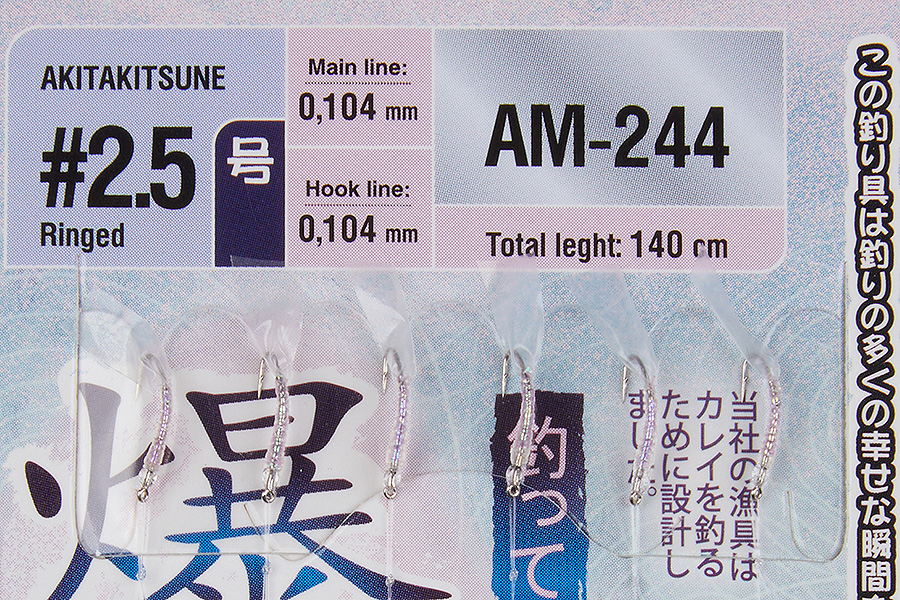 AKITAKITSUNE
#2.5
号
Ringed
Main line:
0,104 mm
Hook line:
0,104 mm
AM-244
Total leght: 140 cm
この釣り具は釣りの多くの幸せな瞬間
爆
釣って
当社の漁具は
カレイを釣る
ために設計し
ました。